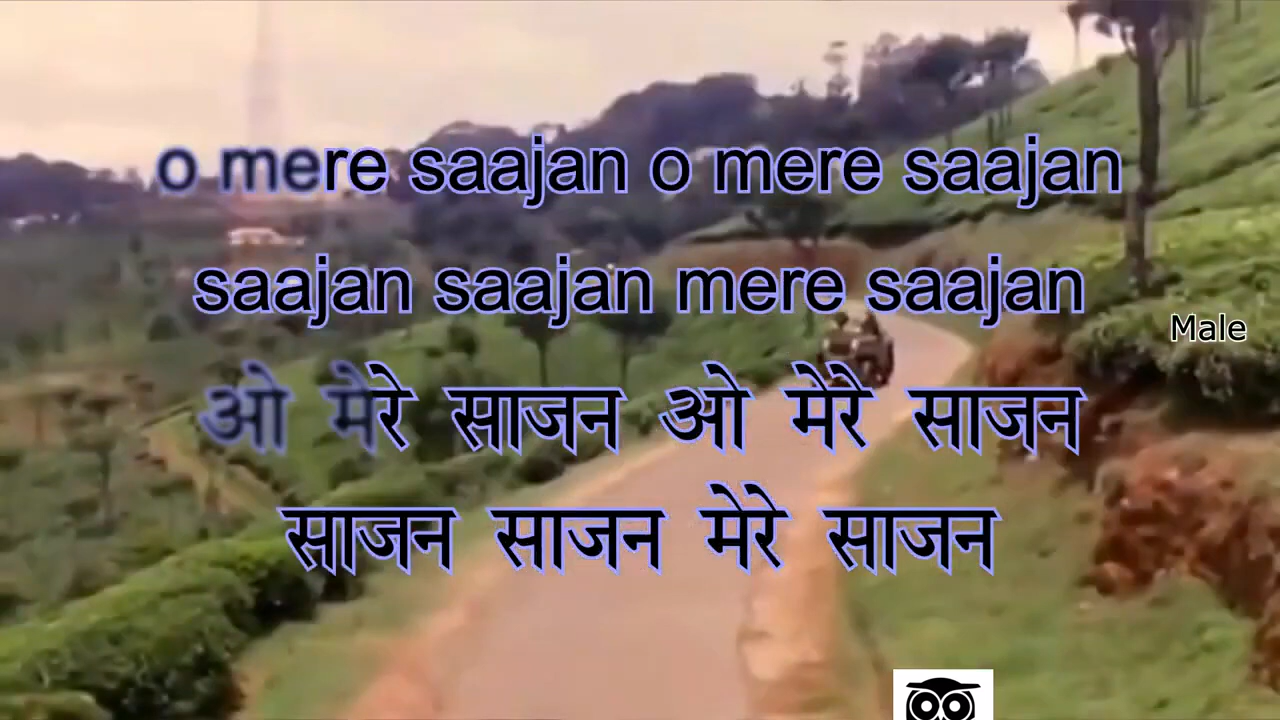 o mere saajan o mere saajan
saajan saajan mere saajan
Male
ओ मेरे साजन ओ मेरे साजन
साजन साजन मेरे साजन